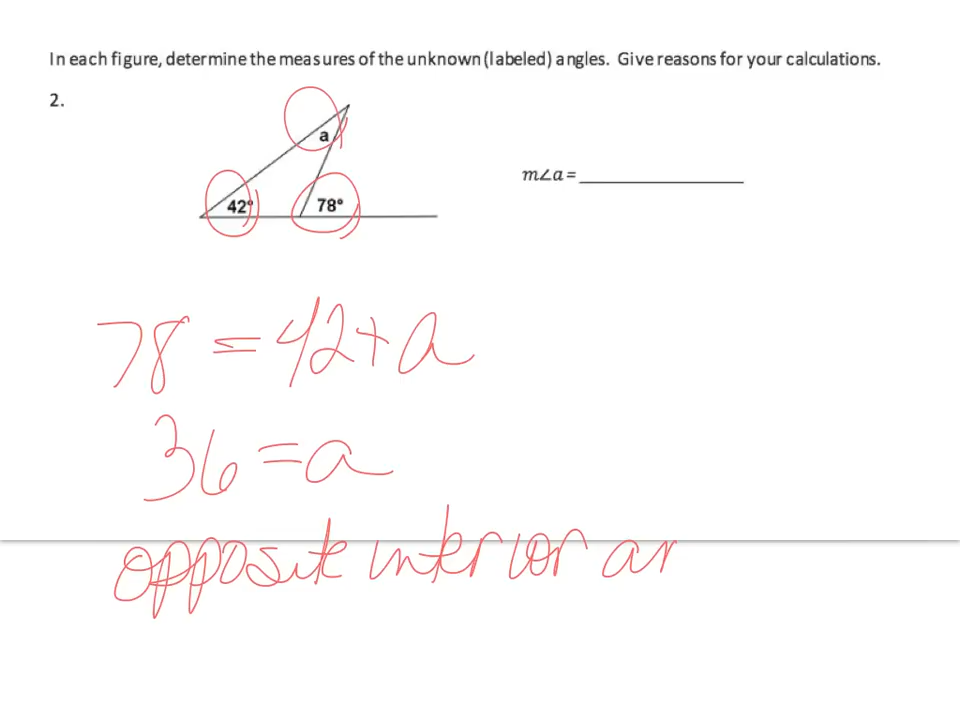 In each figure, determine the measures of the unknown (labeled) angles. Give reasons for your calculations.
2.
a
m∠a = ______________
42°
78°
78 = 42 + a
36 = a
opposite interior an